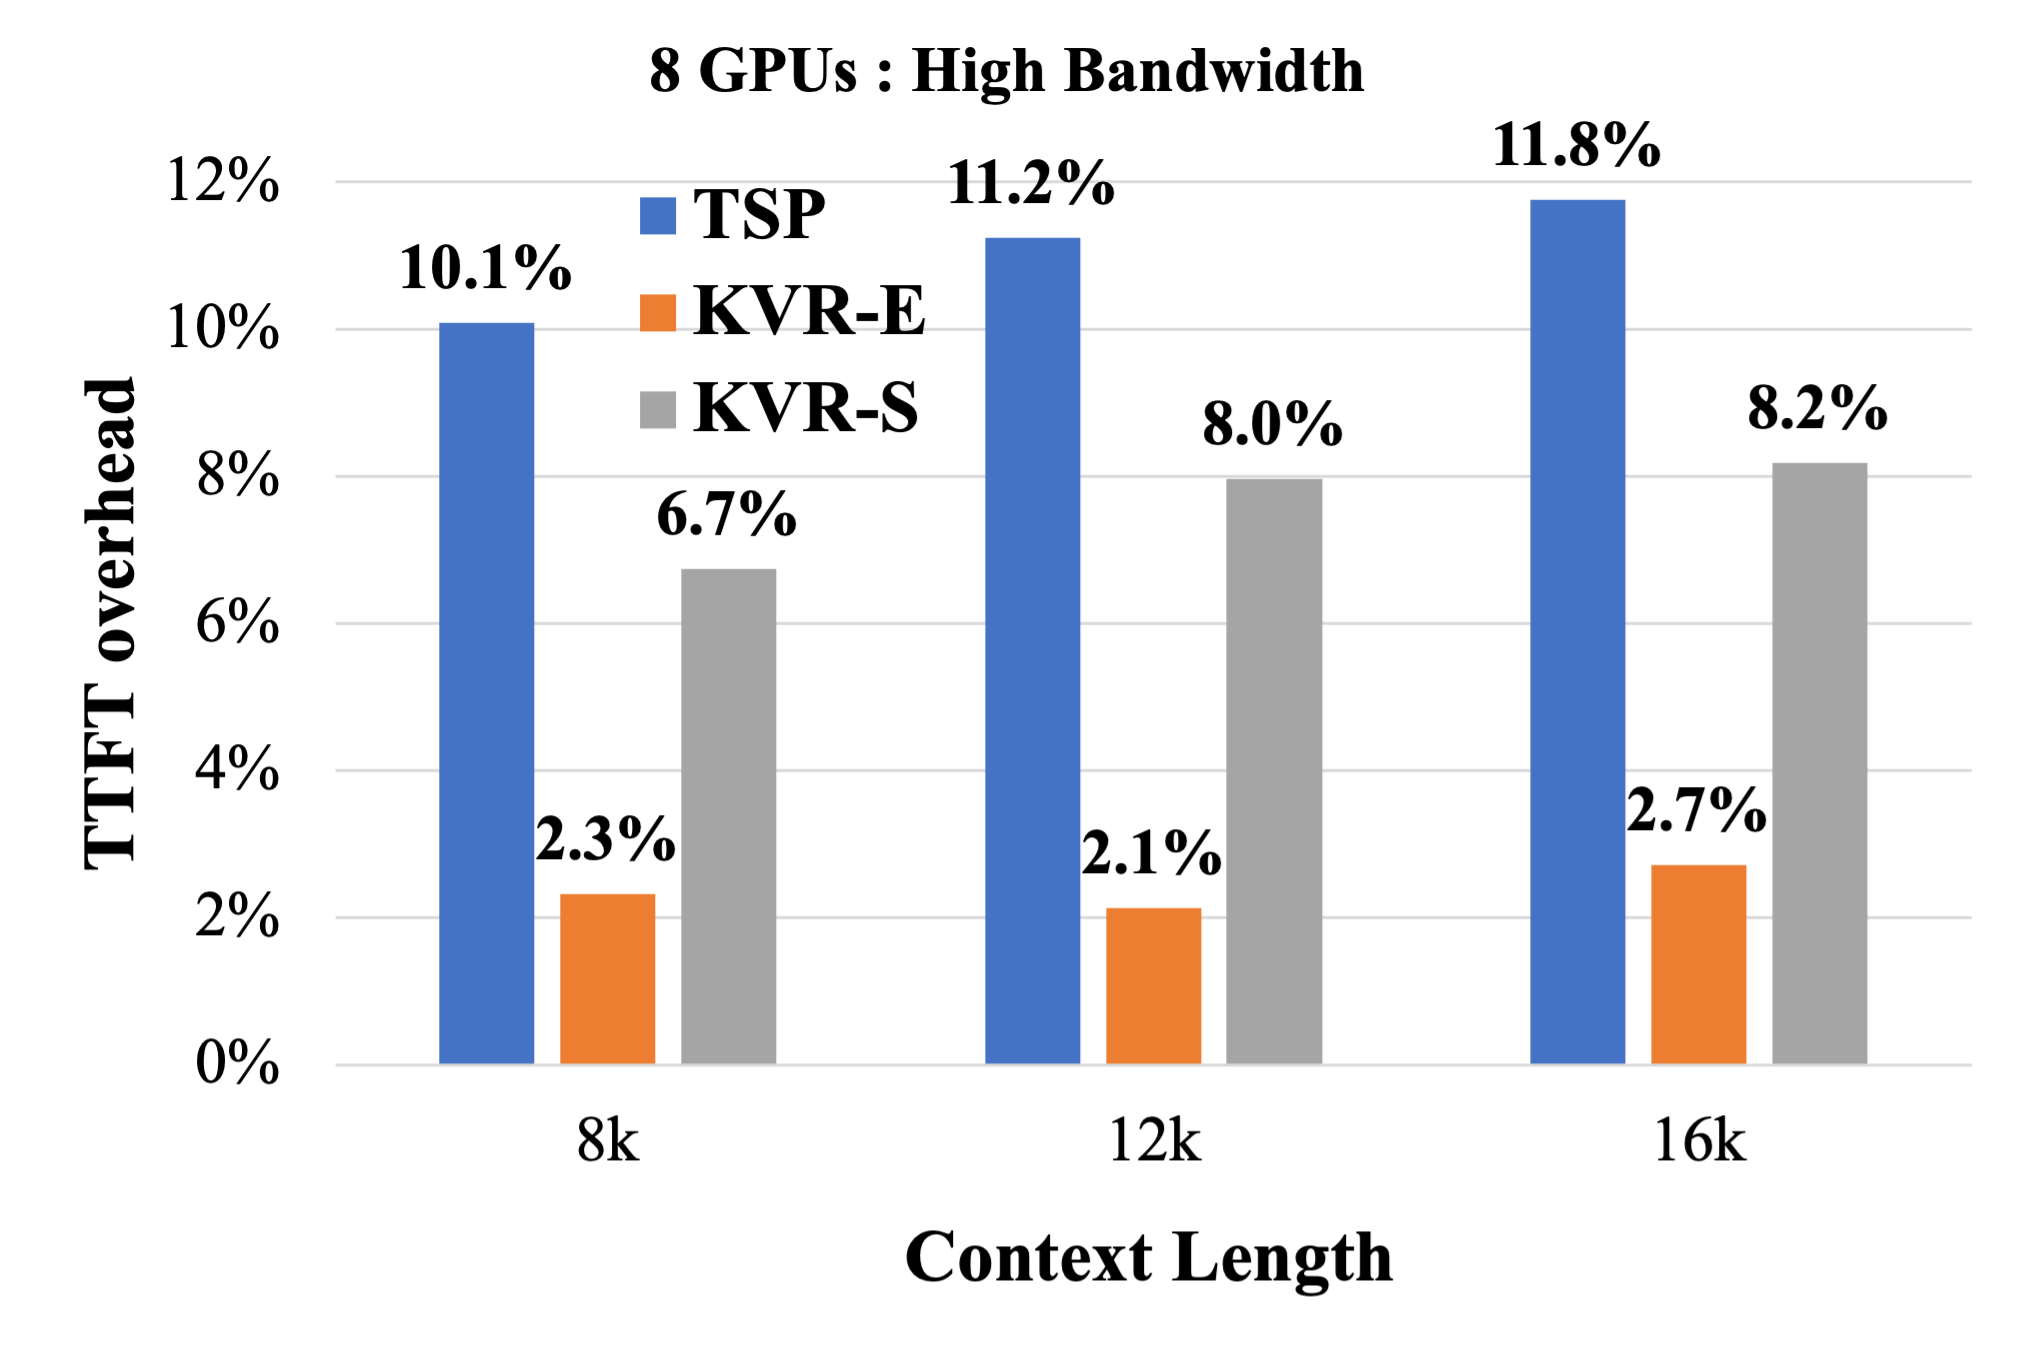 8 GPUs : High Bandwidth
TTFT overhead
12%
10%
8%
6%
4%
2%
0%
TSP
KVR-E
KVR-S
10.1%
2.3%
6.7%
11.2%
2.1%
8.0%
11.8%
2.7%
8.2%
8k
12k
16k
Context Length